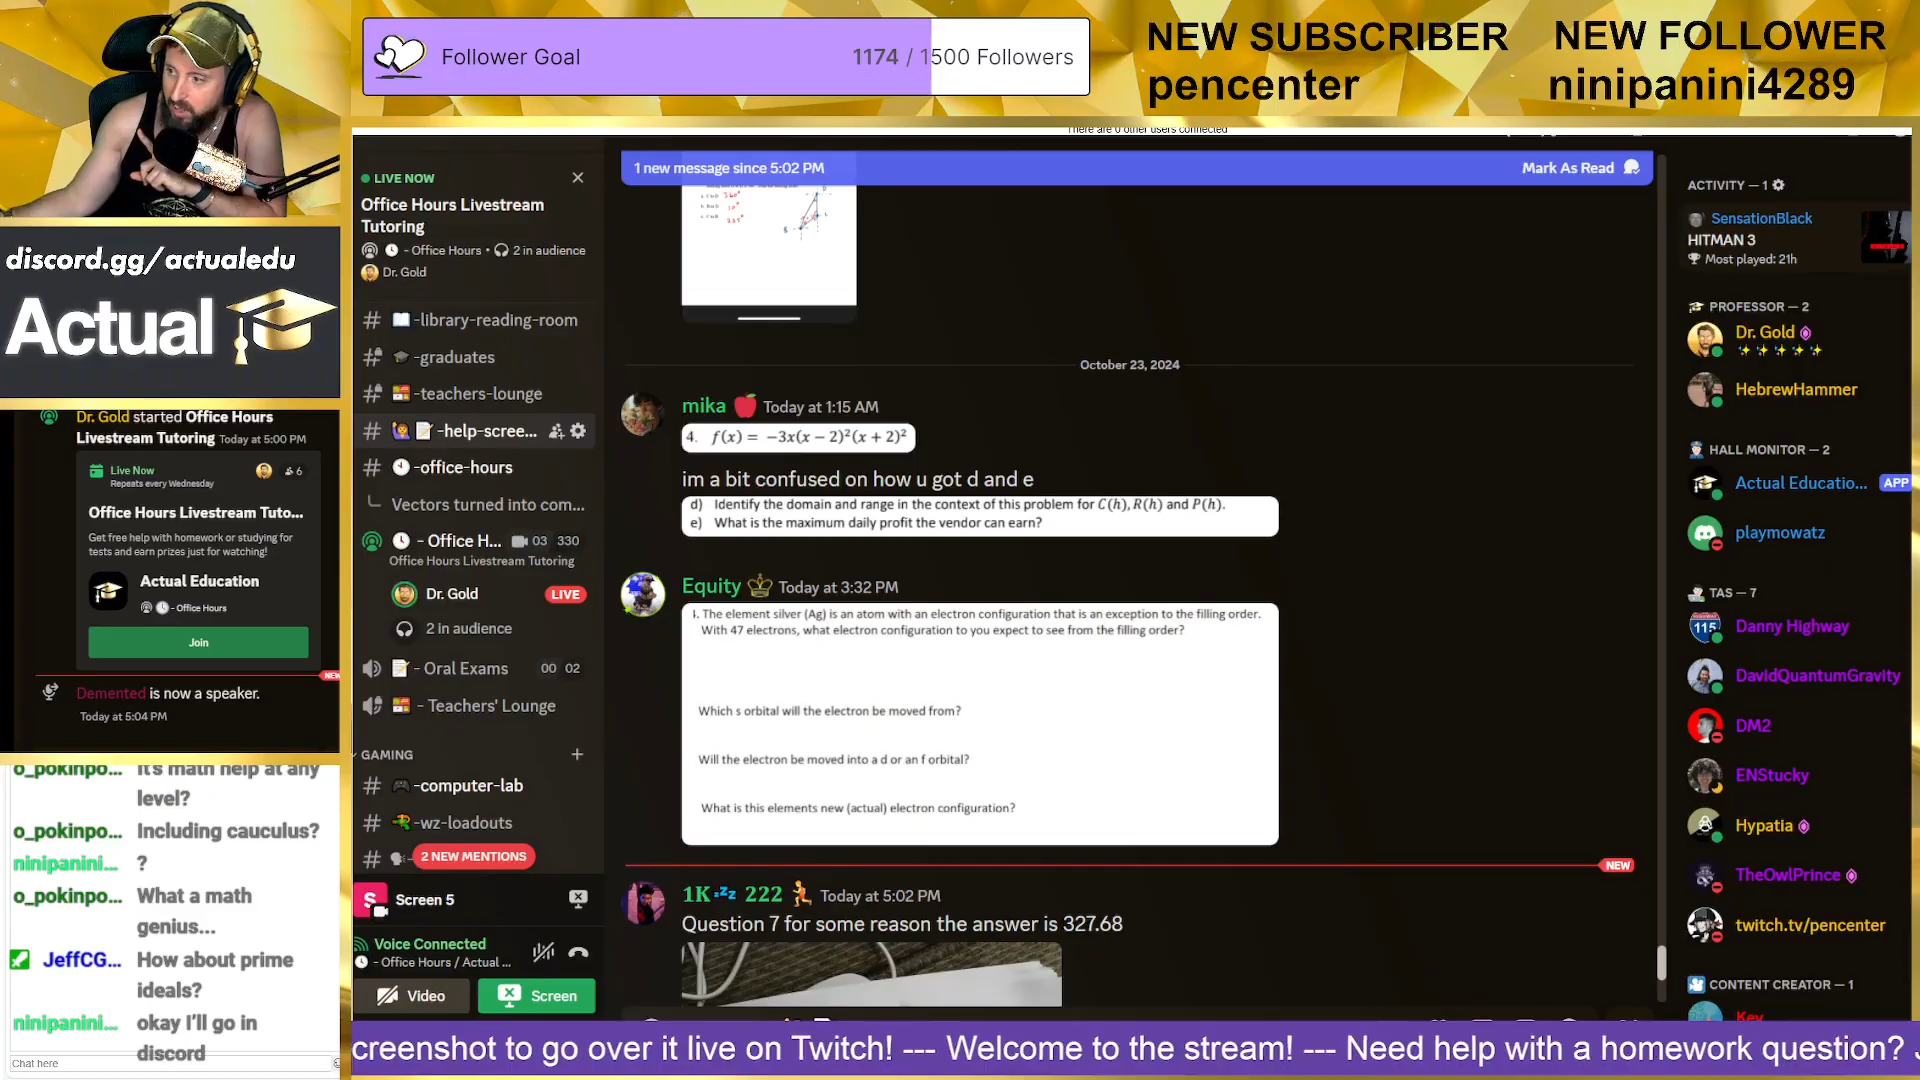 Follower Goal
1174 / 1500 Followers
NEW SUBSCRIBER
pencenter
NEW FOLLOWER
ninipanini4289
discord.gg/actualedu
Actual
Dr. Gold started Office Hours
Livestream Tutoring Today at 5:00 PM
Live Now
Repeats every Wednesday
6
Office Hours Livestream Tuto...
Get free help with homework or studying for
tests and earn prizes just for watching!
Actual Education
- Office Hours
Join
NEW
Demented is now a speaker.
Today at 5:04 PM
o_pokinpo... It's math help at any
level?
o_pokinpo... Including cauculus?
ninipanini... ?
o_pokinpo... What a math
genius...
JeffCG... How about prime
ideals?
ninipanini... okay I'll go in
discord
Chat here
There are 0 other users connected
LIVE NOW
Office Hours Livestream
Tutoring
- Office Hours • 2 in audience
Dr. Gold
-library-reading-room
-graduates
-teachers-lounge
-help-scree...
-office-hours
Vectors turned into com...
- Office H... 03 330
Office Hours Livestream Tutoring
Dr. Gold LIVE
2 in audience
- Oral Exams 00 02
- Teachers' Lounge
GAMING
-computer-lab
-wz-loadouts
2 NEW MENTIONS
Screen 5
Voice Connected
- Office Hours / Actual ...
Video
Screen
1 new message since 5:02 PM
Mark As Read
October 23, 2024
mika Today at 1:15 AM
4. f(x) = −3x(x − 2)²(x + 2)²
im a bit confused on how u got d and e
d) Identify the domain and range in the context of this problem for C(h), R(h) and P(h).
e) What is the maximum daily profit the vendor can earn?
Equity Today at 3:32 PM
. The element silver (Ag) is an atom with an electron configuration that is an exception to the filling order.
With 47 electrons, what electron configuration to you expect to see from the filling order?
Which s orbital will the electron be moved from?
Will the electron be moved into a d or an f orbital?
What is this elements new (actual) electron configuration?
NEW
1K zzz 222 Today at 5:02 PM
Question 7 for some reason the answer is 327.68
ACTIVITY — 1
SensationBlack
HITMAN 3
Most played: 21h
PROFESSOR — 2
Dr. Gold
HebrewHammer
HALL MONITOR — 2
Actual Educatio... APP
playmowatz
TAS — 7
115
Danny Highway
DavidQuantumGravity
DM2
ENStucky
Hypatia
TheOwlPrince
twitch.tv/pencenter
CONTENT CREATOR — 1
Kev
creenshot to go over it live on Twitch! --- Welcome to the stream! --- Need help with a homework question? J